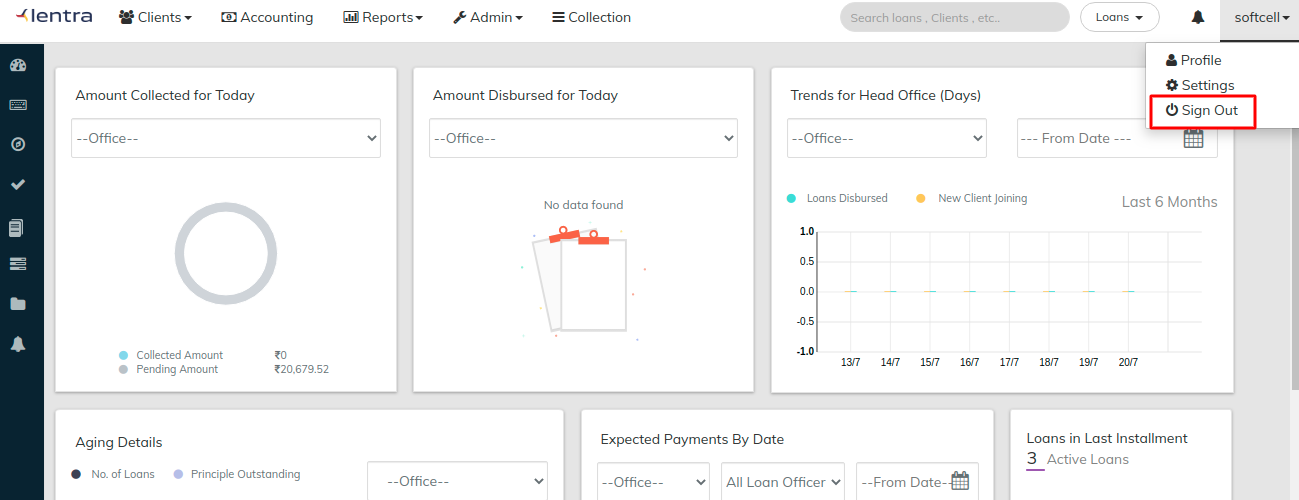 lentra Clients Accounting Reports Admin Collection Search loans , Clients , etc.. Loans softcell
Profile
Settings
Sign Out
Amount Collected for Today
--Office--
Collected Amount ₹0
Pending Amount ₹20,679.52
Amount Disbursed for Today
--Office--
No data found
Trends for Head Office (Days)
--Office-- --- From Date ---
Loans Disbursed New Client Joining Last 6 Months
1.0
0.5
0.0
-0.5
-1.0
13/7 14/7 15/7 16/7 17/7 18/7 19/7 20/7
Aging Details
No. of Loans Principle Outstanding --Office--
Expected Payments By Date
--Office-- All Loan Officer --From Date--
Loans in Last Installment
3 Active Loans